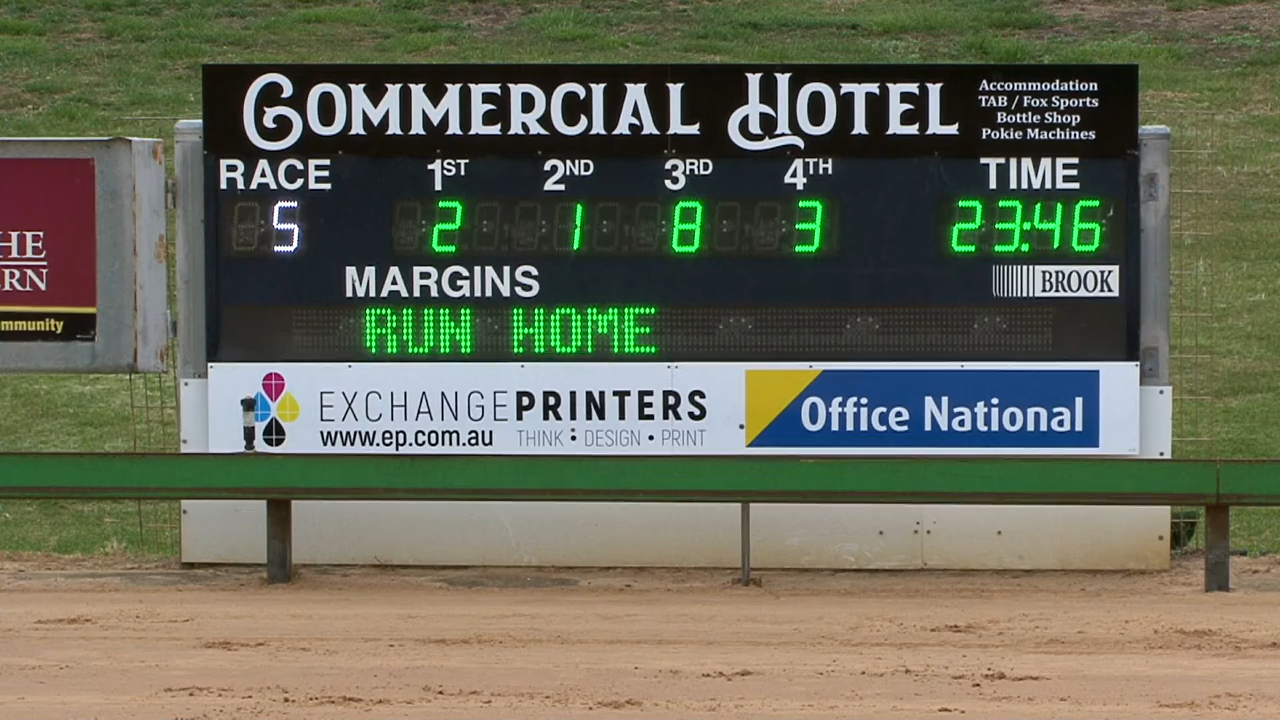 COMMERCIAL HOTEL
Accommodation
TAB / Fox Sports
Bottle Shop
Pokie Machines
RACE 1ST 2ND 3RD 4TH TIME
5 2 1 8 3 23:46
MARGINS
BROOK
RUN HOME
HE
RN
mmunity
EXCHANGEPRINTERS
www.ep.com.au THINK : DESIGN • PRINT
Office National